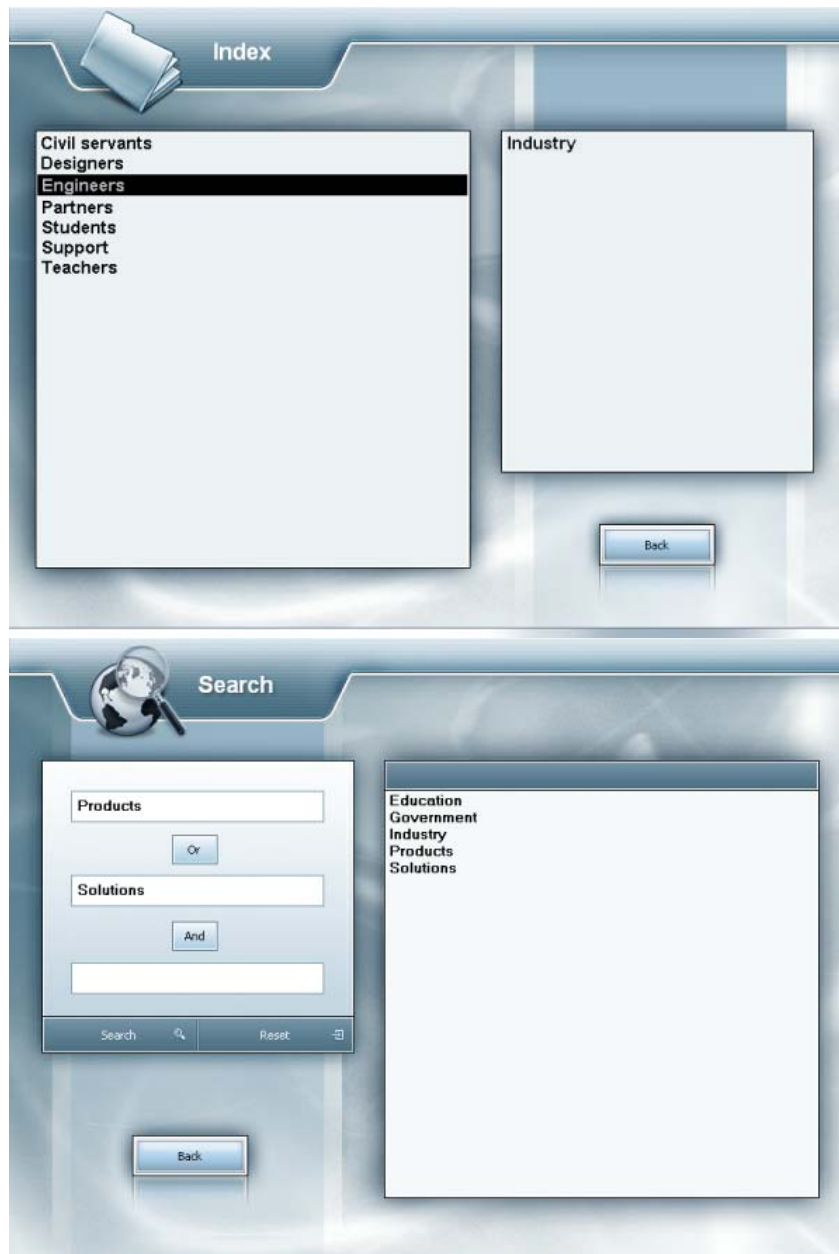 Index
Civil servants
Designers
Engineers
Partners
Students
Support
Teachers
Industry
Back
Search
Products
Or
Solutions
And
Search
Reset
Back
Education
Government
Industry
Products
Solutions